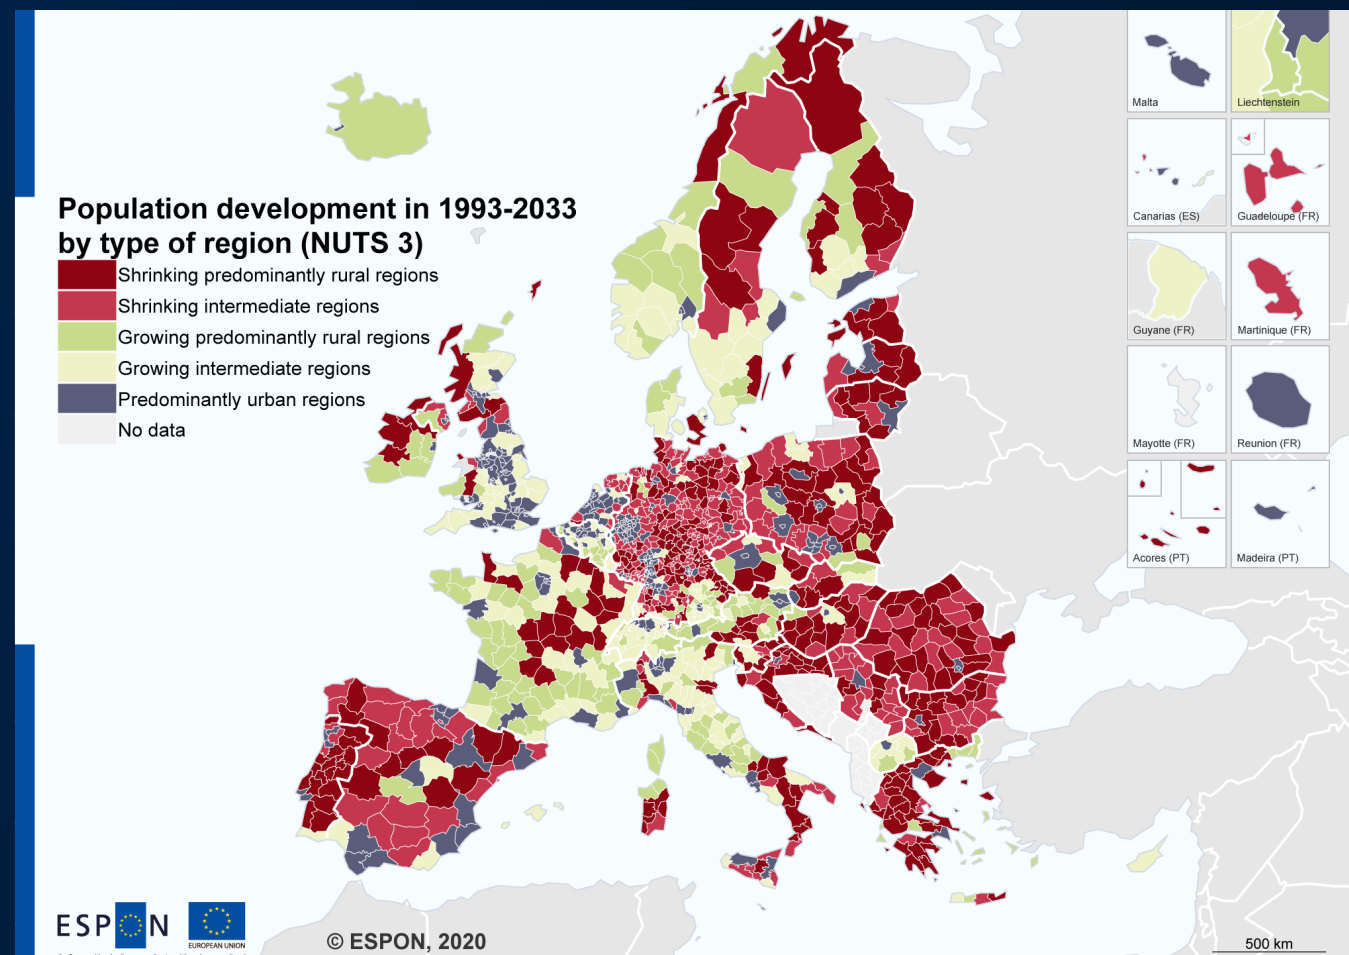 Population development in 1993-2033
by type of region (NUTS 3)
Shrinking predominantly rural regions
Shrinking intermediate regions
Growing predominantly rural regions
Growing intermediate regions
Predominantly urban regions
No data
Malta
Liechtenstein
Canarias (ES)
Guadeloupe (FR)
Guyane (FR)
Martinique (FR)
Mayotte (FR)
Reunion (FR)
Acores (PT)
Madeira (PT)
ESPON
EUROPEAN UNION
© ESPON, 2020
500 km